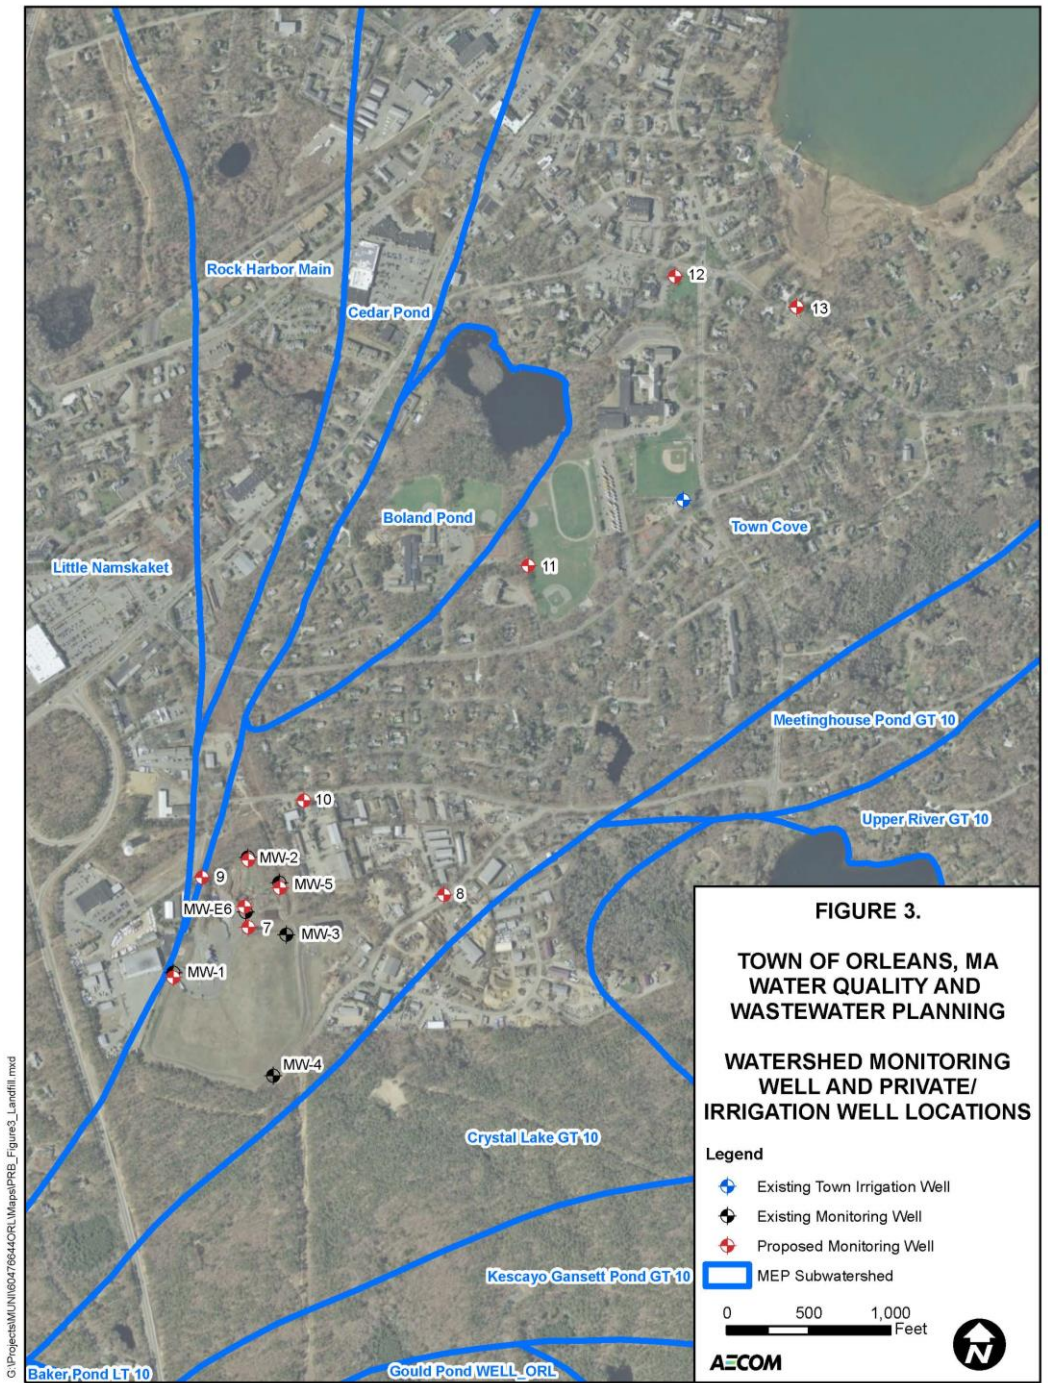 Rock Harbor Main
Cedar Pond
12
13
Boland Pond
Town Cove
11
Little Namskaket
Meetinghouse Pond GT 10
10
Upper River GT 10
MW-2
9
MW-5
8
MW-E6
7
MW-3
MW-1
MW-4
Crystal Lake GT 10
Kescayo Gansett Pond GT 10
Baker Pond LT 10
Gould Pond WELL_ORL
G:\Projects\MUNI\60476644ORL\Maps\PRB_Figure3_Landfill.mxd
FIGURE 3.
TOWN OF ORLEANS, MA
WATER QUALITY AND
WASTEWATER PLANNING
WATERSHED MONITORING
WELL AND PRIVATE/
IRRIGATION WELL LOCATIONS
Legend
Existing Town Irrigation Well
Existing Monitoring Well
Proposed Monitoring Well
MEP Subwatershed
0 500 1,000
Feet
AECOM
N